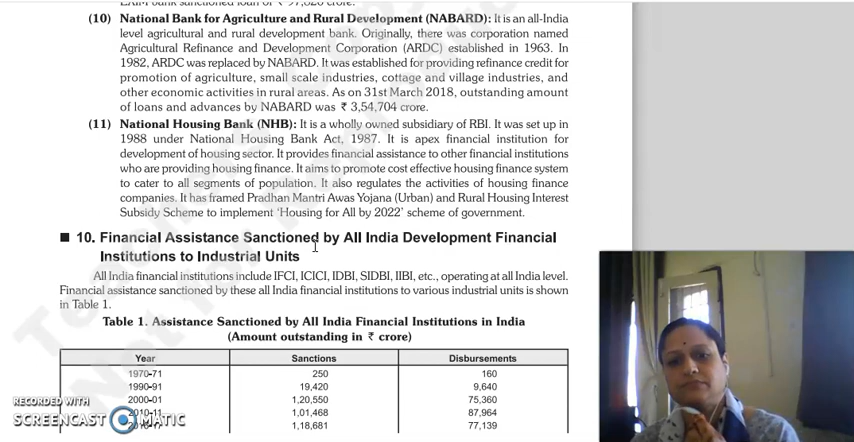 (10) National Bank for Agriculture and Rural Development (NABARD): It is an all-India
level agricultural and rural development bank. Originally, there was corporation named
Agricultural Refinance and Development Corporation (ARDC) established in 1963. In
1982, ARDC was replaced by NABARD. It was established for providing refinance credit for
promotion of agriculture, small scale industries, cottage and village industries, and
other economic activities in rural areas. As on 31st March 2018, outstanding amount
of loans and advances by NABARD was ₹ 3,54,704 crore.
(11) National Housing Bank (NHB): It is a wholly owned subsidiary of RBI. It was set up in
1988 under National Housing Bank Act, 1987. It is apex financial institution for
development of housing sector. It provides financial assistance to other financial institutions
who are providing housing finance. It aims to promote cost effective housing finance system
to cater to all segments of population. It also regulates the activities of housing finance
companies. It has framed Pradhan Mantri Awas Yojana (Urban) and Rural Housing Interest
Subsidy Scheme to implement 'Housing for All by 2022' scheme of government.
■ 10. Financial Assistance Sanctioned by All India Development Financial
Institutions to Industrial Units
All India financial institutions include IFCI, ICICI, IDBI, SIDBI, IIBI, etc., operating at all India level.
Financial assistance sanctioned by these all India financial institutions to various industrial units is shown
in Table 1.
Table 1. Assistance Sanctioned by All India Financial Institutions in India
(Amount outstanding in ₹ crore)
Year Sanctions Disbursements
1970-71 250 160
1990-91 19,420 9,640
2000-01 1,20,550 75,360
2010-11 1,01,468 87,964
1,18,681 77,139
RECORDED WITH
SCREENCAST MATIC